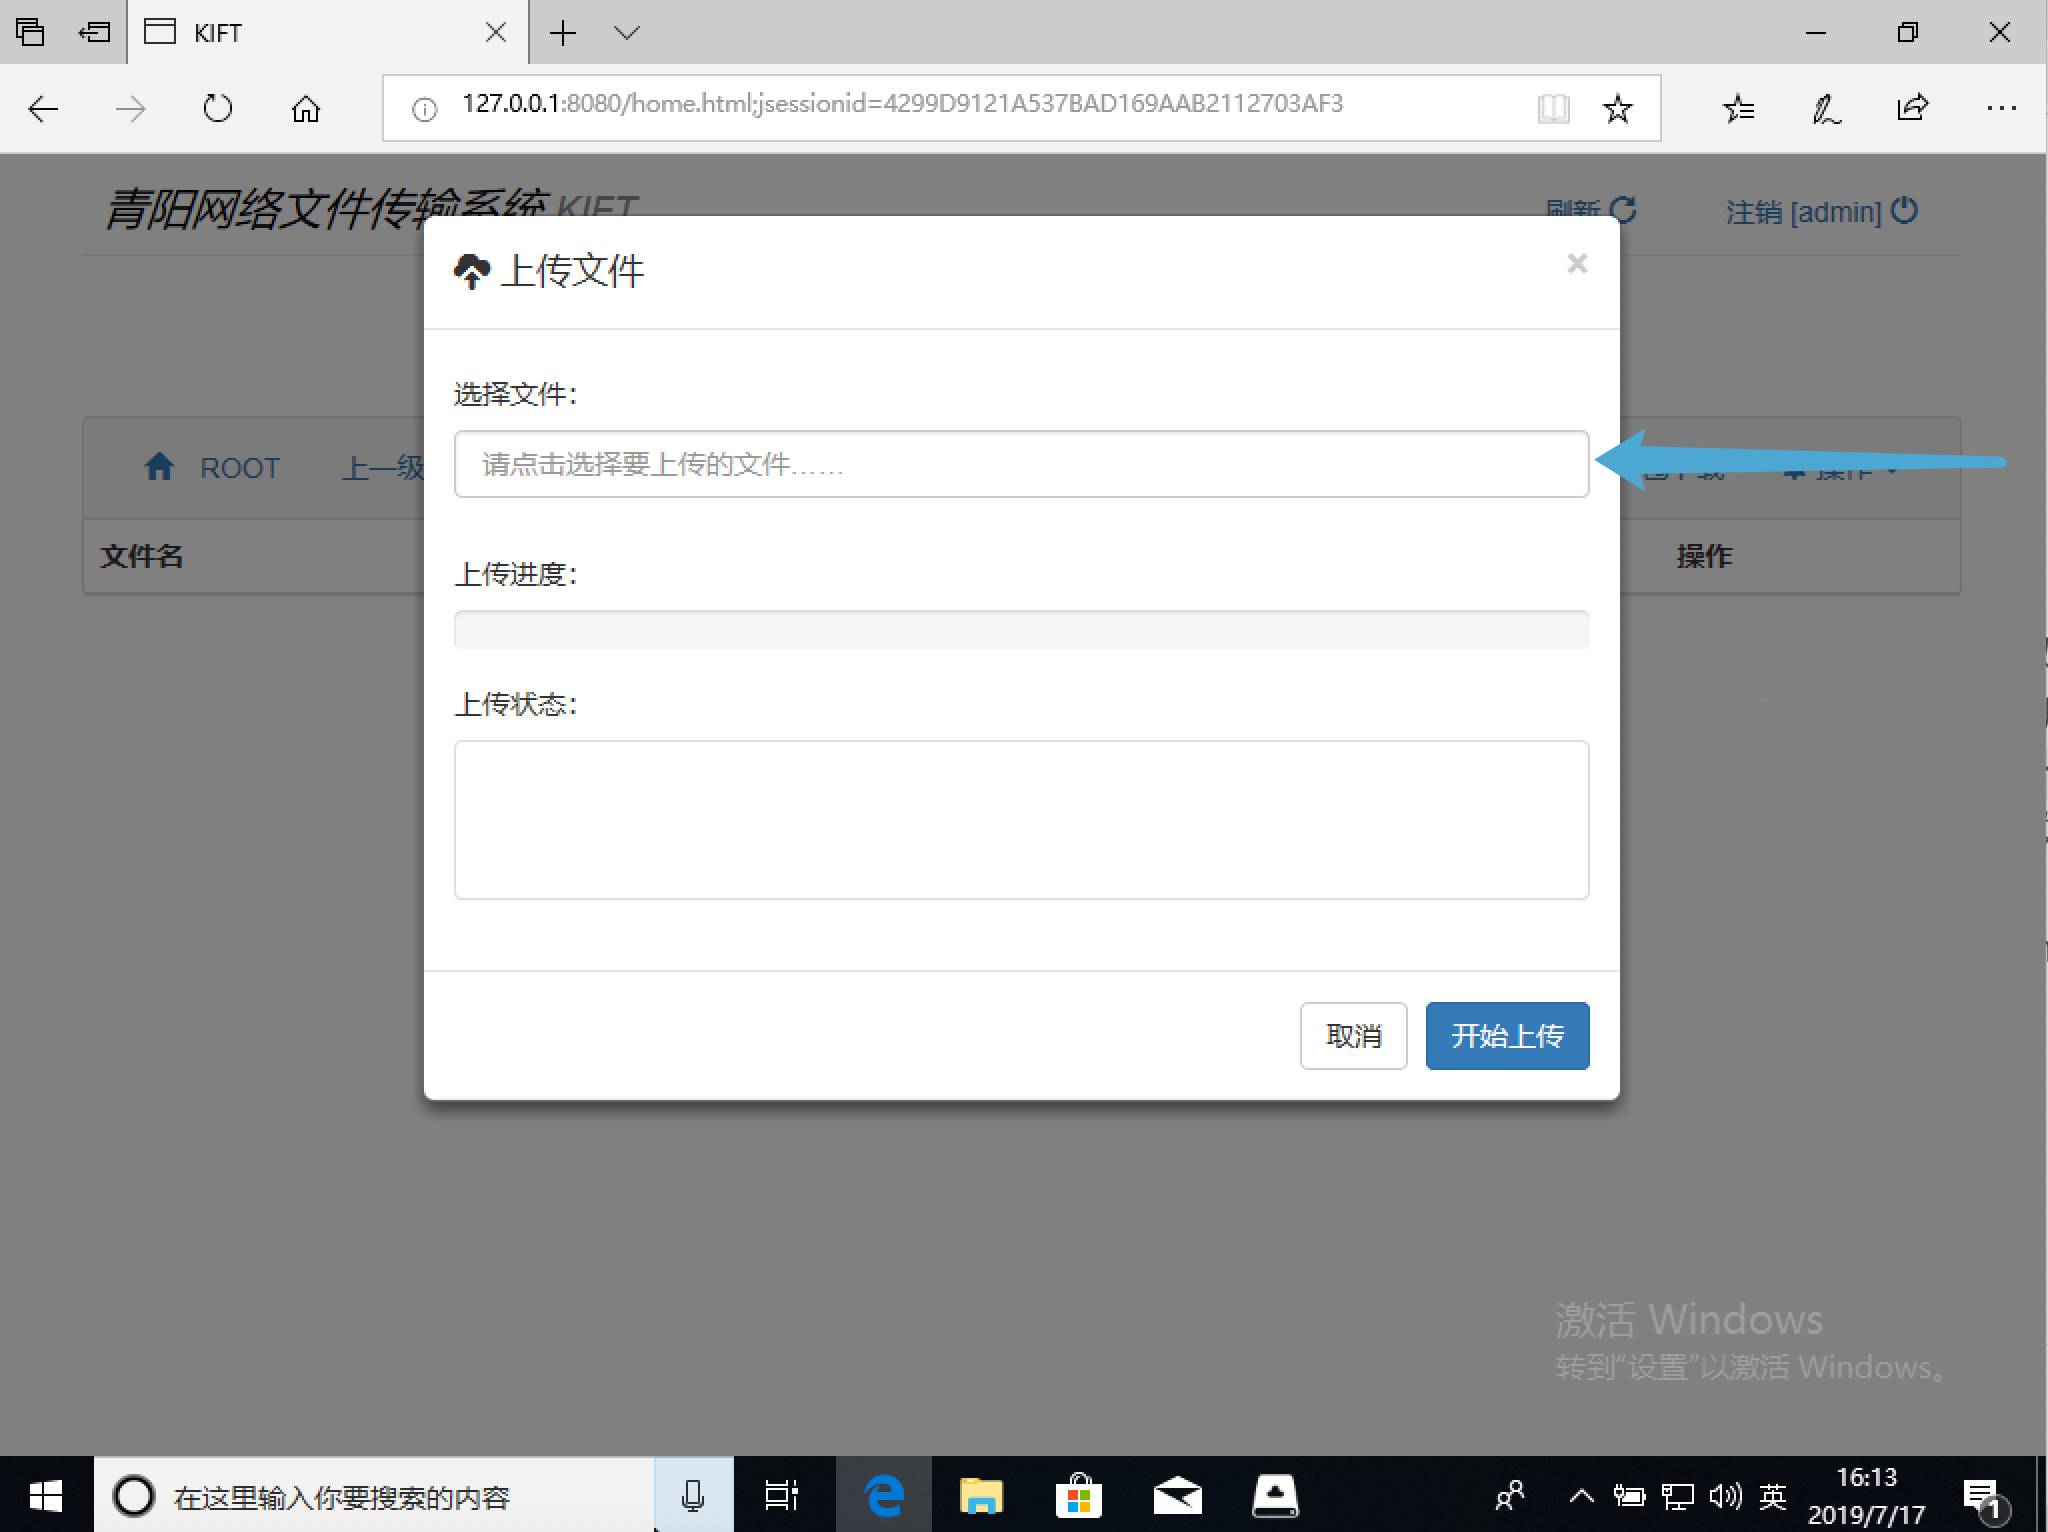 KIFT
127.0.0.1:8080/home.html;jsessionid=4299D9121A537BAD169AAB2112703AF3
青阳网络文件传输系统 KIFT
刷新
注销 [admin]
上传文件
×
选择文件：
请点击选择要上传的文件……
ROOT
上一级
操作
文件名
操作
上传进度：
上传状态：
取消
开始上传
激活 Windows
转到"设置"以激活 Windows。
在这里输入你要搜索的内容
英
16:13
2019/7/17
1